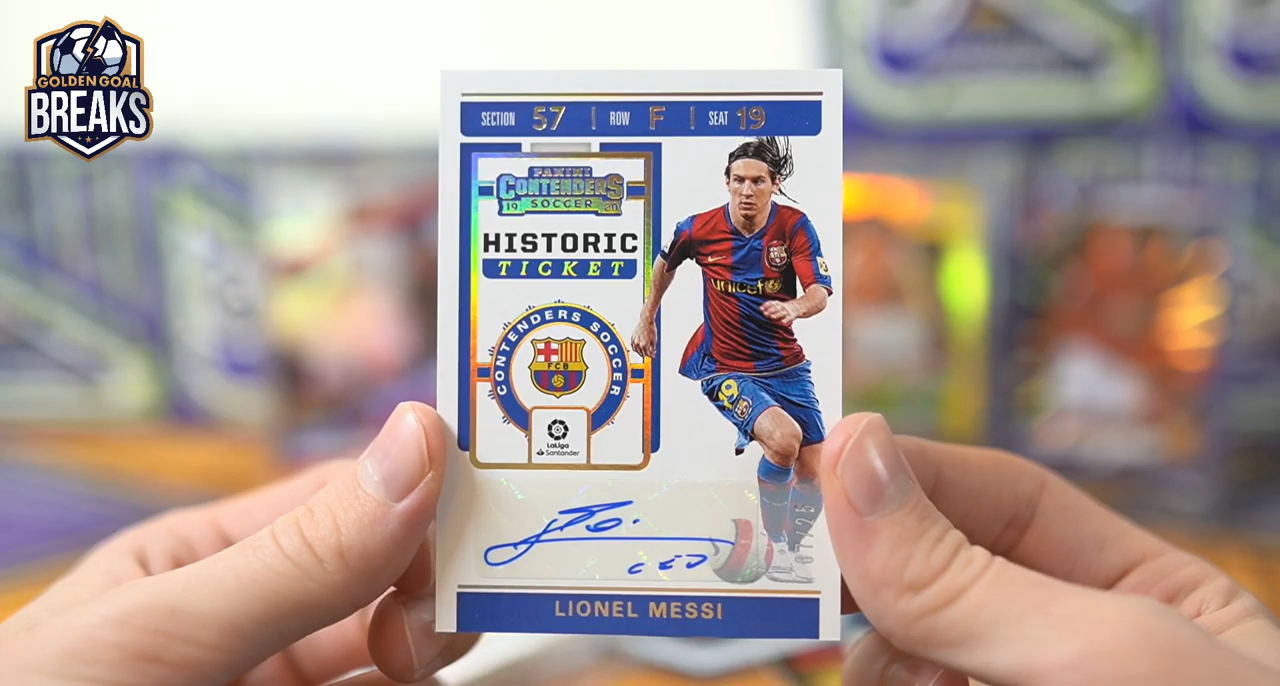 GOLDEN GOAL
BREAKS
SECTION 57 | ROW F | SEAT 19
PANINI
CONTENDERS
19 SOCCER 20
HISTORIC
TICKET
CONTENDERS SOCCER
FCB
LaLiga
Santander
unicef
19
LIONEL MESSI